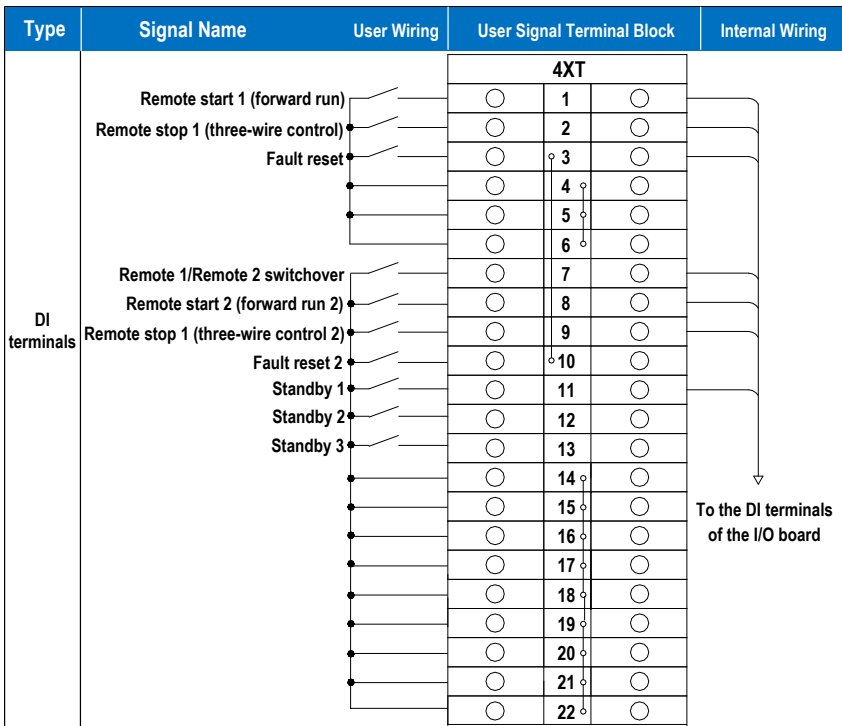 Type Signal Name User Wiring User Signal Terminal Block Internal Wiring
4XT
Remote start 1 (forward run) 1
Remote stop 1 (three-wire control) 2
Fault reset 3
4
5
6
Remote 1/Remote 2 switchover 7
Remote start 2 (forward run 2) 8
DI
terminals
Remote stop 1 (three-wire control 2) 9
Fault reset 2 10
Standby 1 11
Standby 2 12
Standby 3 13
14
15
16
17
18
19
20
21
22
To the DI terminals
of the I/O board